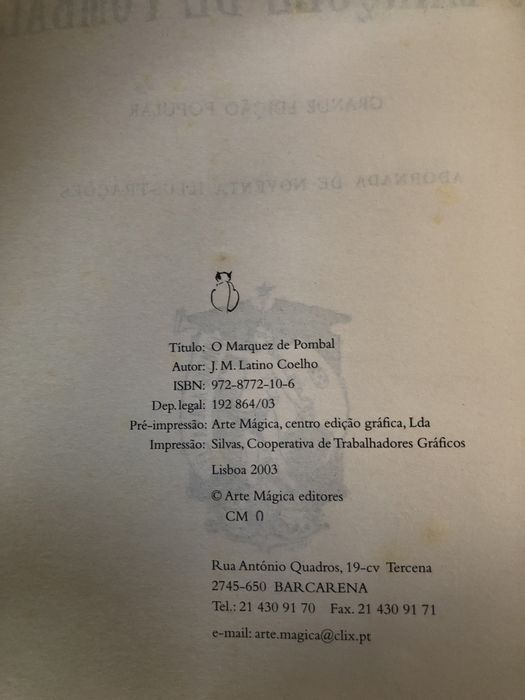 GRANDE EDIÇÃO POPULAR
ADORNADA DE NOVENTA ILLUSTRAÇÕES
Título: O Marquez de Pombal
Autor: J. M. Latino Coelho
ISBN: 972-8772-10-6
Dep. legal: 192 864/03
Pré-impressão: Arte Mágica, centro edição gráfica, Lda
Impressão: Silvas, Cooperativa de Trabalhadores Gráficos
Lisboa 2003
© Arte Mágica editores
CM
Rua António Quadros, 19-cv Tercena
2745-650 BARCARENA
Tel.: 21 430 91 70 Fax. 21 430 91 71
e-mail: arte.magica@clix.pt